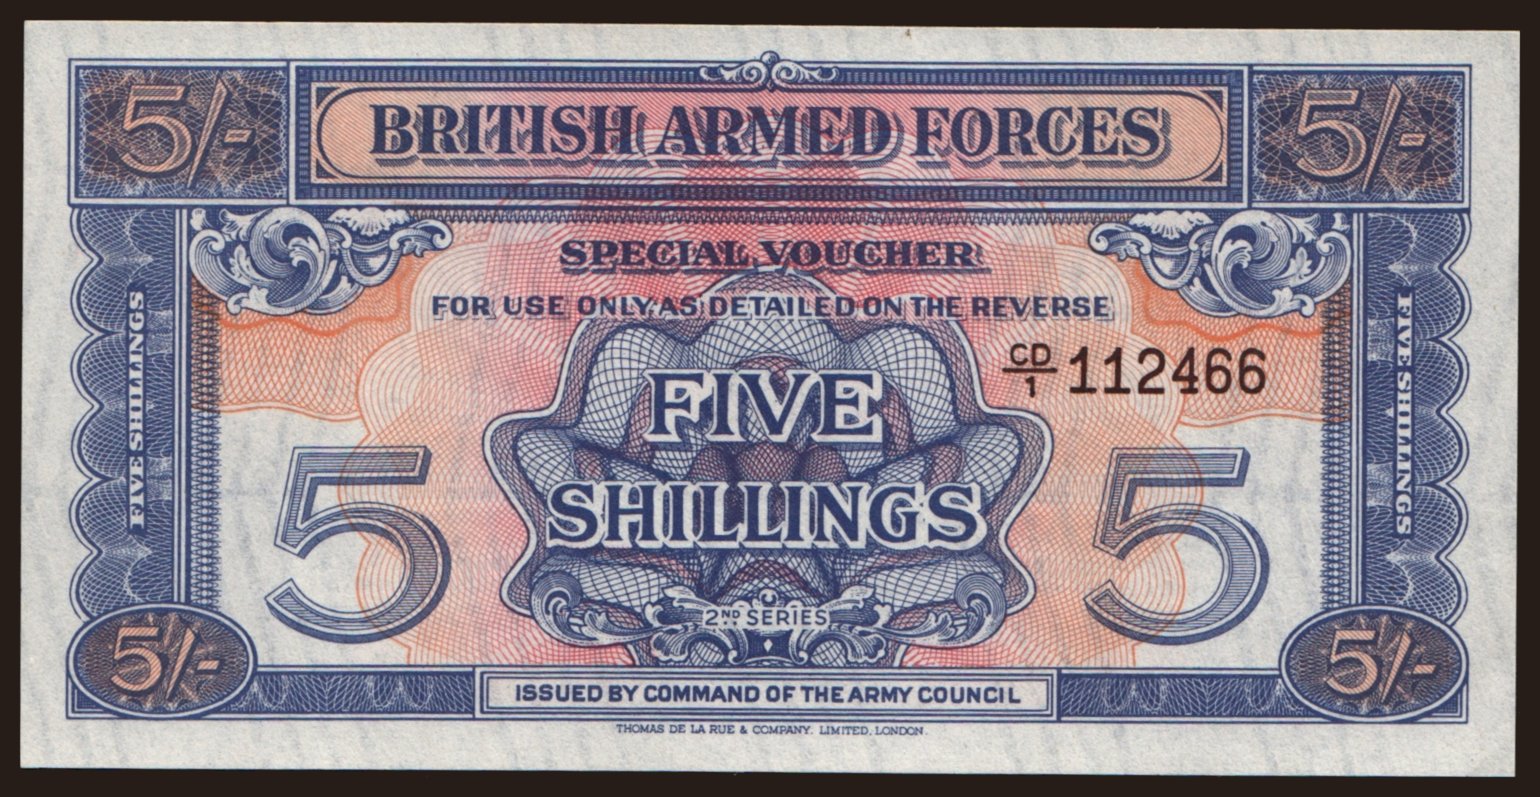 5/- BRITISH ARMED FORCES 5/-
SPECIAL VOUCHER
FOR USE ONLY AS DETAILED ON THE REVERSE
CD/1 112466
FIVE SHILLINGS
FIVE SHILLINGS
FIVE
SHILLINGS
5 5
2ND SERIES
5/- 5/-
ISSUED BY COMMAND OF THE ARMY COUNCIL
THOMAS DE LA RUE & COMPANY, LIMITED, LONDON.